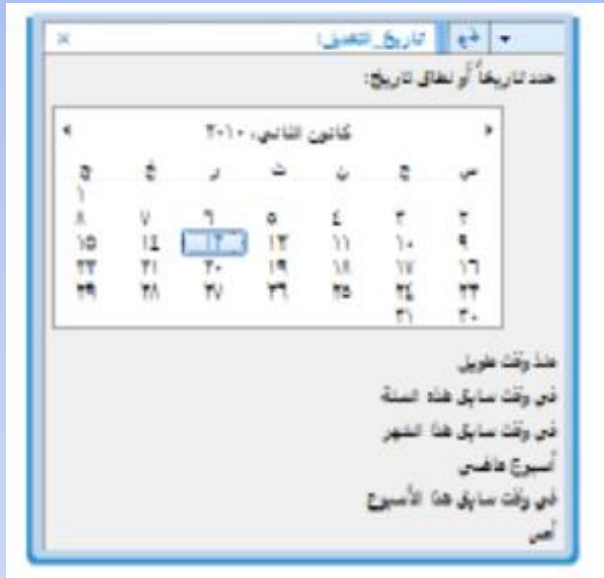 تاريخ_التعديل:
حدد تاريخاً أو نطاق تاريخ:
كانون الثاني، ٢٠١٠
س ح ن ث ر خ ج
١
٢ ٣ ٤ ٥ ٦ ٧ ٨
٩ ١٠ ١١ ١٢ ١٣ ١٤ ١٥
١٦ ١٧ ١٨ ١٩ ٢٠ ٢١ ٢٢
٢٣ ٢٤ ٢٥ ٢٦ ٢٧ ٢٨ ٢٩
٣٠ ٣١
منذ وقت طويل
في وقت سابق هذه السنة
في وقت سابق هذا الشهر
أسبوع ماضي
في وقت سابق هذا الأسبوع
أمس